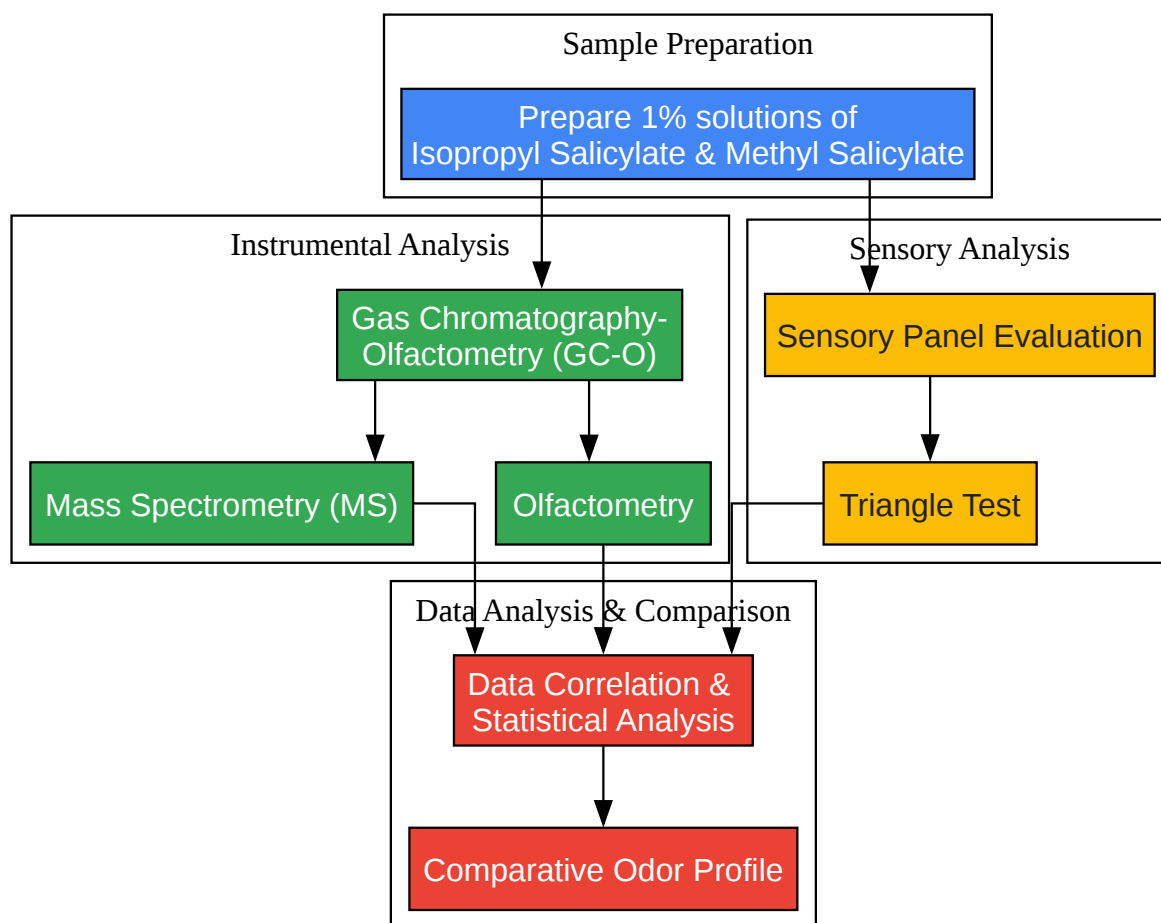 Sample Preparation
Prepare 1% solutions of
Isopropyl Salicylate & Methyl Salicylate
Instrumental Analysis
Gas Chromatography-
Olfactometry (GC-O)
Mass Spectrometry (MS)
Olfactometry
Sensory Analysis
Sensory Panel Evaluation
Triangle Test
Data Analysis & Comparison
Data Correlation &
Statistical Analysis
Comparative Odor Profile